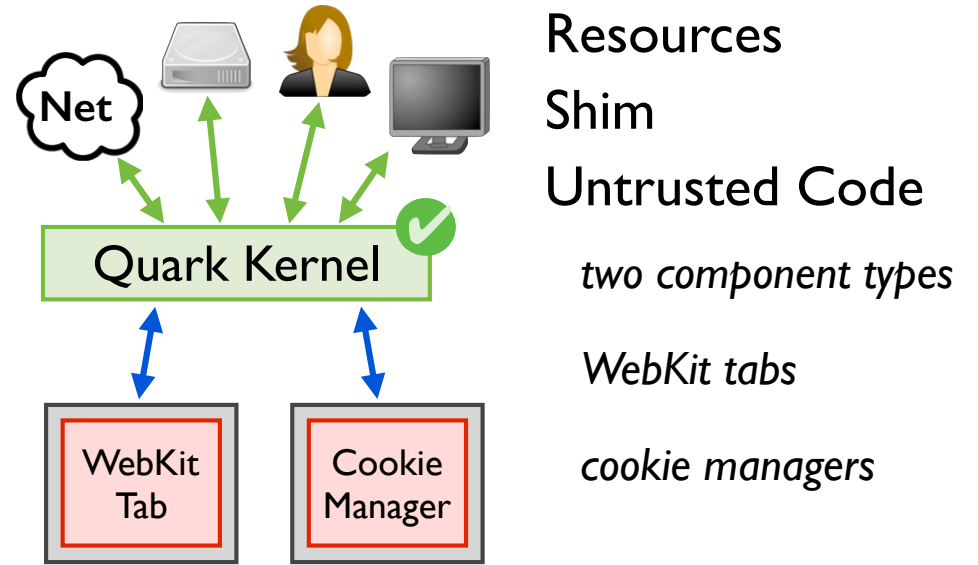 Net
Quark Kernel
WebKit
Tab
Cookie
Manager
Resources
Shim
Untrusted Code
two component types
WebKit tabs
cookie managers